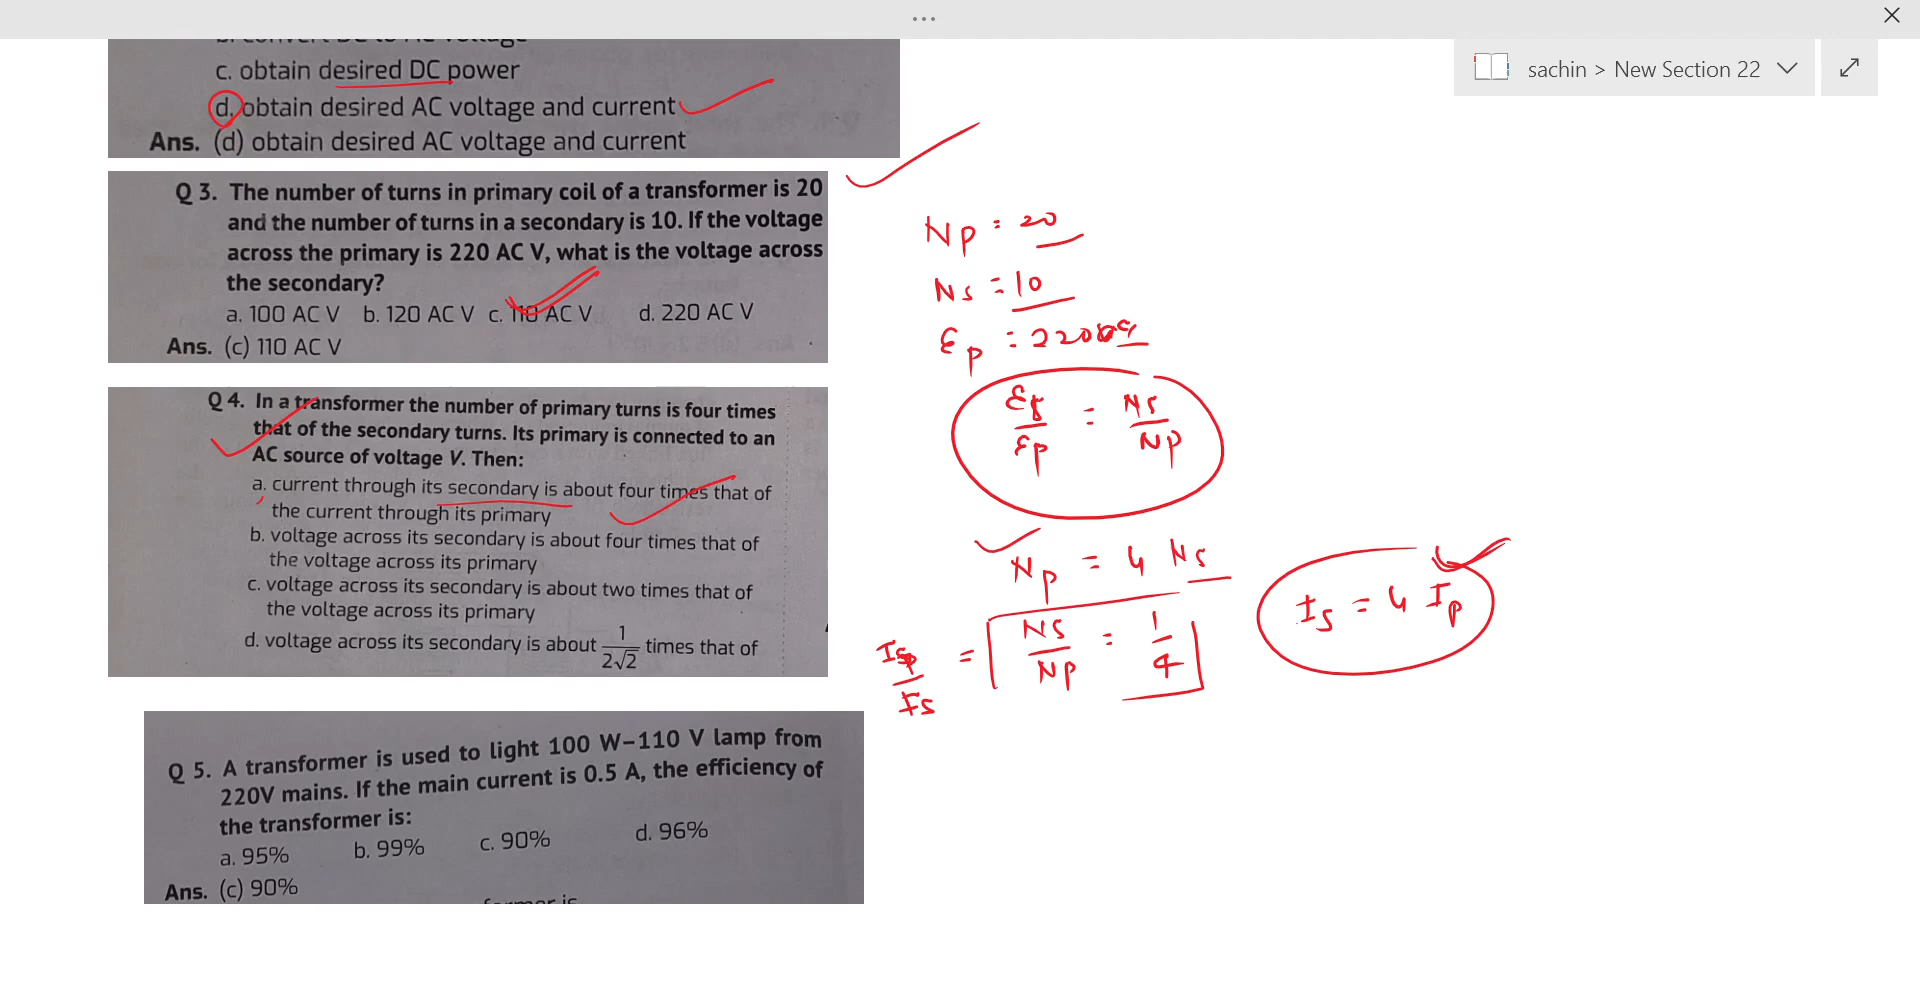 sachin > New Section 22
c. obtain desired DC power
d. obtain desired AC voltage and current
Ans. (d) obtain desired AC voltage and current
Q 3. The number of turns in primary coil of a transformer is 20
and the number of turns in a secondary is 10. If the voltage
across the primary is 220 AC V, what is the voltage across
the secondary?
a. 100 AC V b. 120 AC V c. 110 AC V d. 220 AC V
Ans. (c) 110 AC V
Np = 20
Ns = 10
Ep = 220
Es/Ep = Ns/Np
Q 4. In a transformer the number of primary turns is four times
that of the secondary turns. Its primary is connected to an
AC source of voltage V. Then:
a. current through its secondary is about four times that of
the current through its primary
b. voltage across its secondary is about four times that of
the voltage across its primary
c. voltage across its secondary is about two times that of
the voltage across its primary
d. voltage across its secondary is about 1/2√2 times that of
Np = 4 Ns
Ip/Is = Ns/Np = 1/4
Is = 4 Ip
Q 5. A transformer is used to light 100 W-110 V lamp from
220V mains. If the main current is 0.5 A, the efficiency of
the transformer is:
a. 95% b. 99% c. 90% d. 96%
Ans. (c) 90%